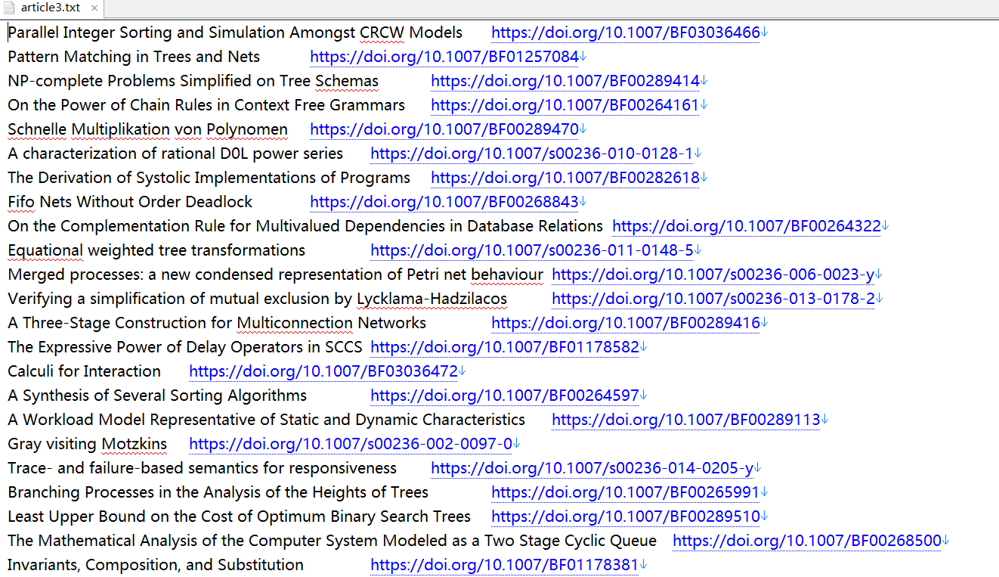 article3.txt ×
Parallel Integer Sorting and Simulation Amongst CRCW Models https://doi.org/10.1007/BF03036466↓
Pattern Matching in Trees and Nets https://doi.org/10.1007/BF01257084↓
NP-complete Problems Simplified on Tree Schemas https://doi.org/10.1007/BF00289414↓
On the Power of Chain Rules in Context Free Grammars https://doi.org/10.1007/BF00264161↓
Schnelle Multiplikation von Polynomen https://doi.org/10.1007/BF00289470↓
A characterization of rational D0L power series https://doi.org/10.1007/s00236-010-0128-1↓
The Derivation of Systolic Implementations of Programs https://doi.org/10.1007/BF00282618↓
Fifo Nets Without Order Deadlock https://doi.org/10.1007/BF00268843↓
On the Complementation Rule for Multivalued Dependencies in Database Relations https://doi.org/10.1007/BF00264322↓
Equational weighted tree transformations https://doi.org/10.1007/s00236-011-0148-5↓
Merged processes: a new condensed representation of Petri net behaviour https://doi.org/10.1007/s00236-006-0023-y↓
Verifying a simplification of mutual exclusion by Lycklama-Hadzilacos https://doi.org/10.1007/s00236-013-0178-2↓
A Three-Stage Construction for Multiconnection Networks https://doi.org/10.1007/BF00289416↓
The Expressive Power of Delay Operators in SCCS https://doi.org/10.1007/BF01178582↓
Calculi for Interaction https://doi.org/10.1007/BF03036472↓
A Synthesis of Several Sorting Algorithms https://doi.org/10.1007/BF00264597↓
A Workload Model Representative of Static and Dynamic Characteristics https://doi.org/10.1007/BF00289113↓
Gray visiting Motzkins https://doi.org/10.1007/s00236-002-0097-0↓
Trace- and failure-based semantics for responsiveness https://doi.org/10.1007/s00236-014-0205-y↓
Branching Processes in the Analysis of the Heights of Trees https://doi.org/10.1007/BF00265991↓
Least Upper Bound on the Cost of Optimum Binary Search Trees https://doi.org/10.1007/BF00289510↓
The Mathematical Analysis of the Computer System Modeled as a Two Stage Cyclic Queue https://doi.org/10.1007/BF00268500↓
Invariants, Composition, and Substitution https://doi.org/10.1007/BF01178381↓